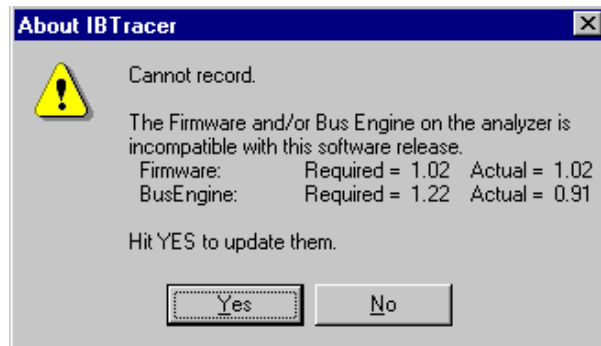 About IBTracer
Cannot record.
The Firmware and/or Bus Engine on the analyzer is
incompatible with this software release.
Firmware: Required = 1.02 Actual = 1.02
BusEngine: Required = 1.22 Actual = 0.91
Hit YES to update them.
Yes No